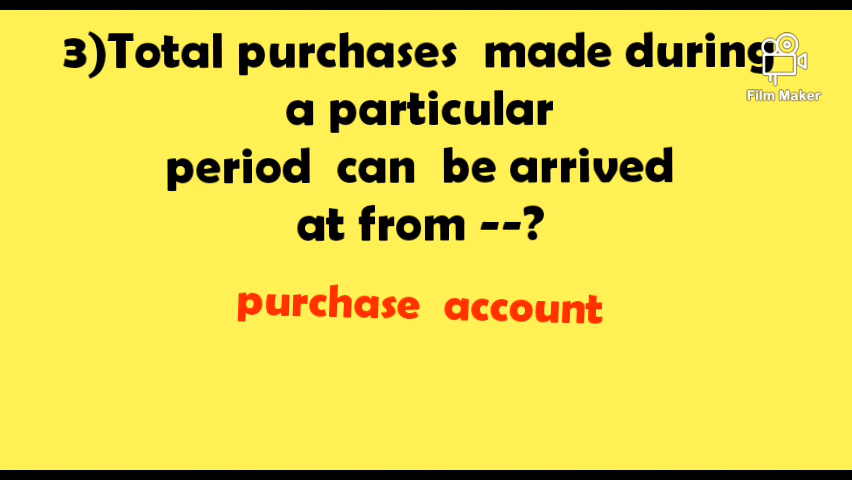 3)Total purchases made during
Film Maker
a particular
period can be arrived
at from --?
purchase account